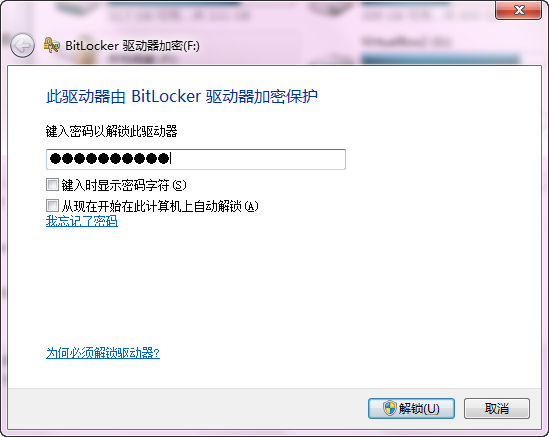 BitLocker 驱动器加密(F:)
此驱动器由 BitLocker 驱动器加密保护
键入密码以解锁此驱动器
●●●●●●●●●●
键入时显示密码字符(S)
从现在开始在此计算机上自动解锁(A)
我忘记了密码
为何必须解锁驱动器?
解锁(U)
取消